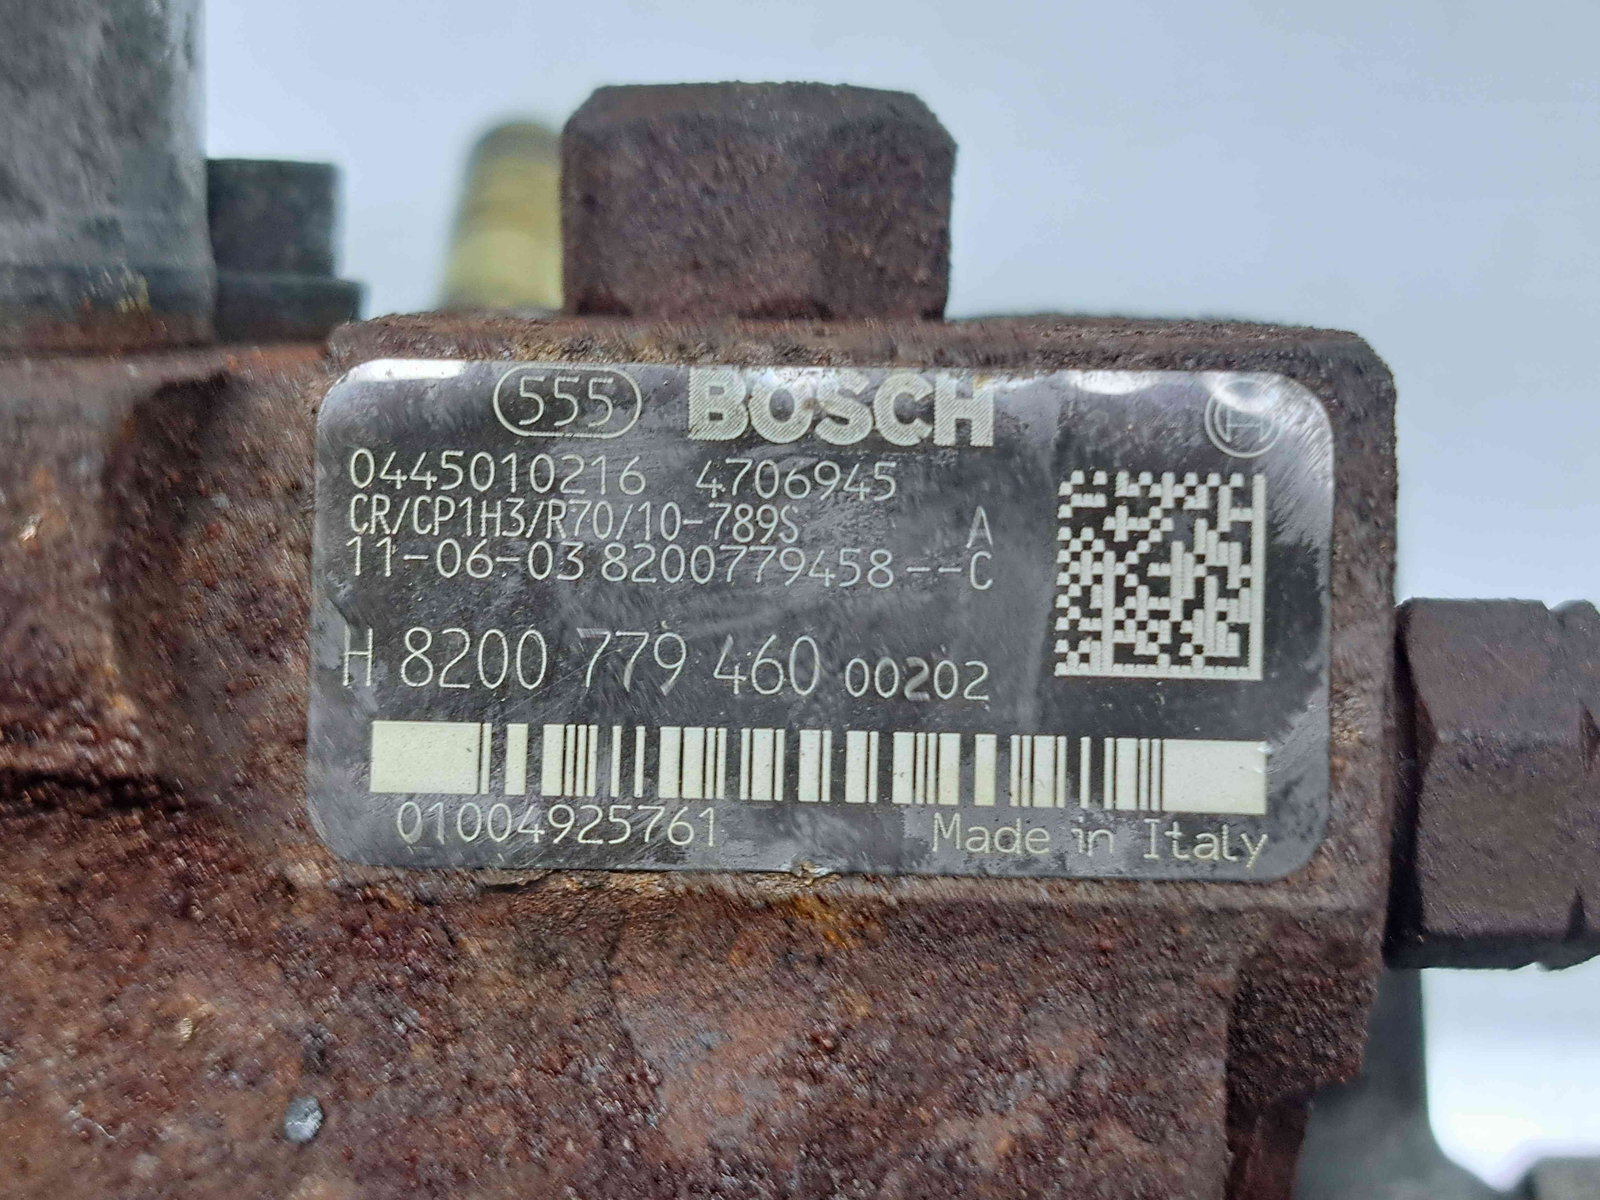 555 BOSCH
0445010216 4706945
CR/CP1H3/R70/10-789S A
11-06-03 8200779458--C
H 8200 779 460 00202
01004925761 Made in Italy